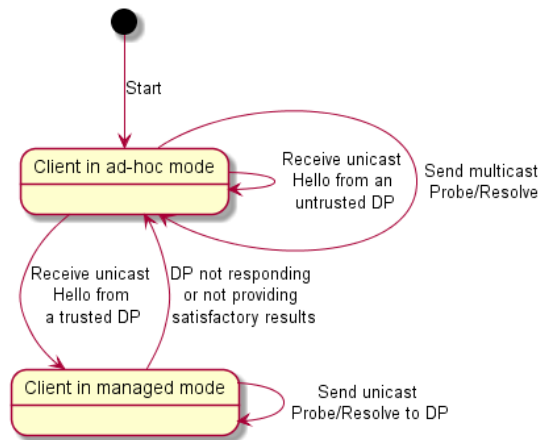 Start
Client in ad-hoc mode
Receive unicast
Hello from an
untrusted DP
Send multicast
Probe/Resolve
Receive unicast
Hello from
a trusted DP
DP not responding
or not providing
satisfactory results
Client in managed mode
Send unicast
Probe/Resolve to DP